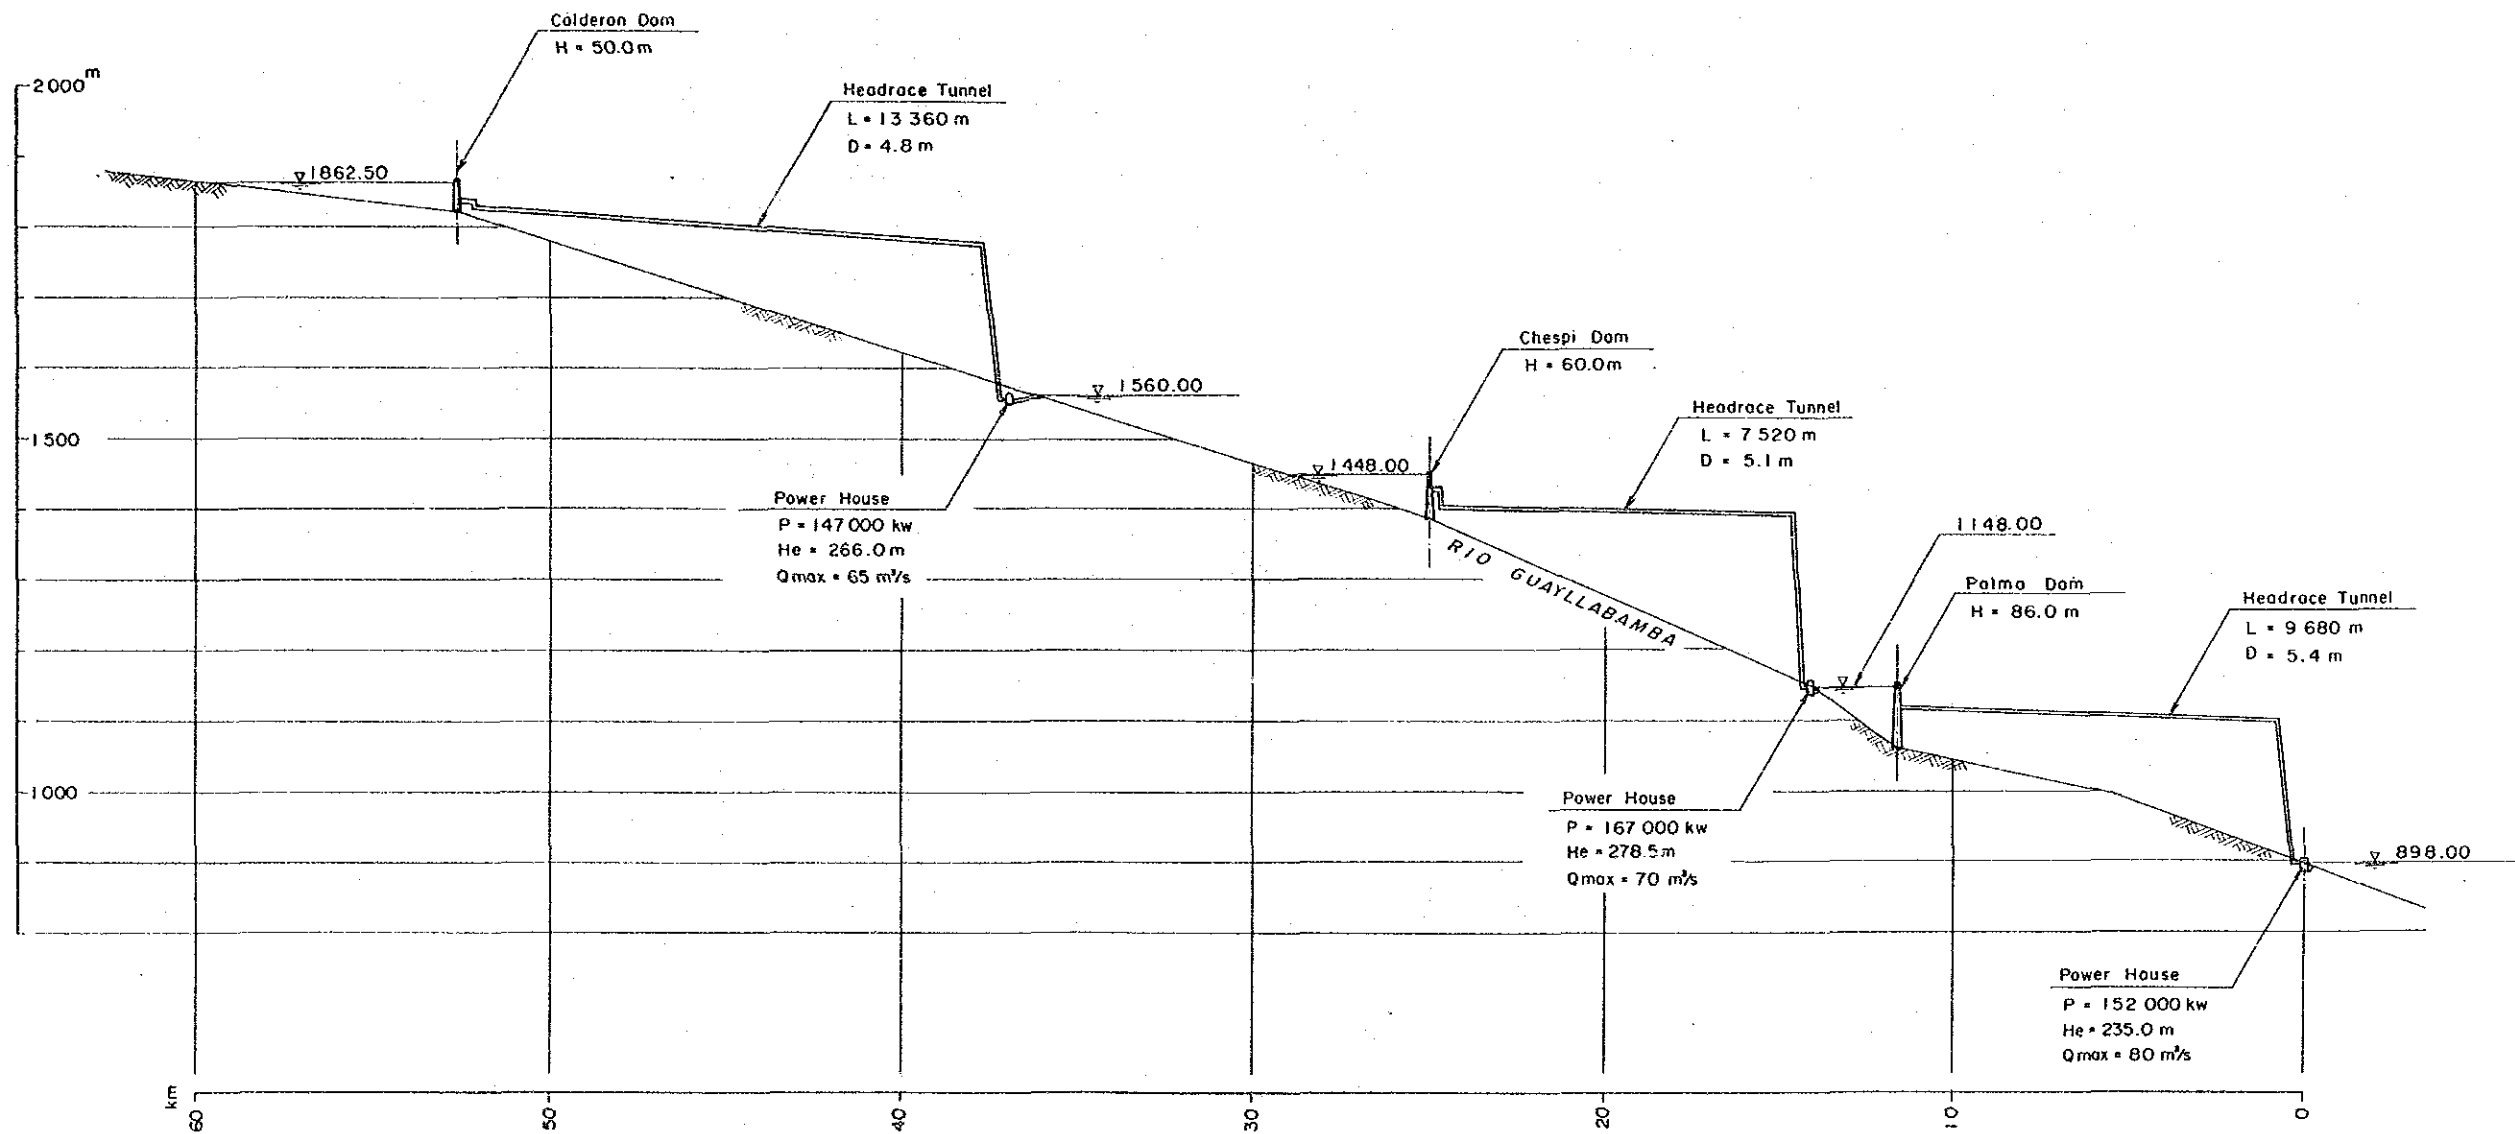 Calderon Dam
H = 50.0 m
2000 m
Headrace Tunnel
L = 13 360 m
D = 4.8 m
1862.50
Chespi Dam
H = 60.0 m
1560.00
Headrace Tunnel
L = 7 520 m
D = 5.1 m
1500
1448.00
Power House
P = 147 000 kw
He = 266.0 m
Qmax = 65 m³/s
1148.00
RIO GUAYLLABAMBA
Palma Dam
H = 86.0 m
Headrace Tunnel
L = 9 680 m
D = 5.4 m
1000
Power House
P = 167 000 kw
He = 278.5 m
Qmax = 70 m³/s
898.00
Power House
P = 152 000 kw
He = 235.0 m
Qmax = 80 m³/s
km
60
50
40
30
20
10
0